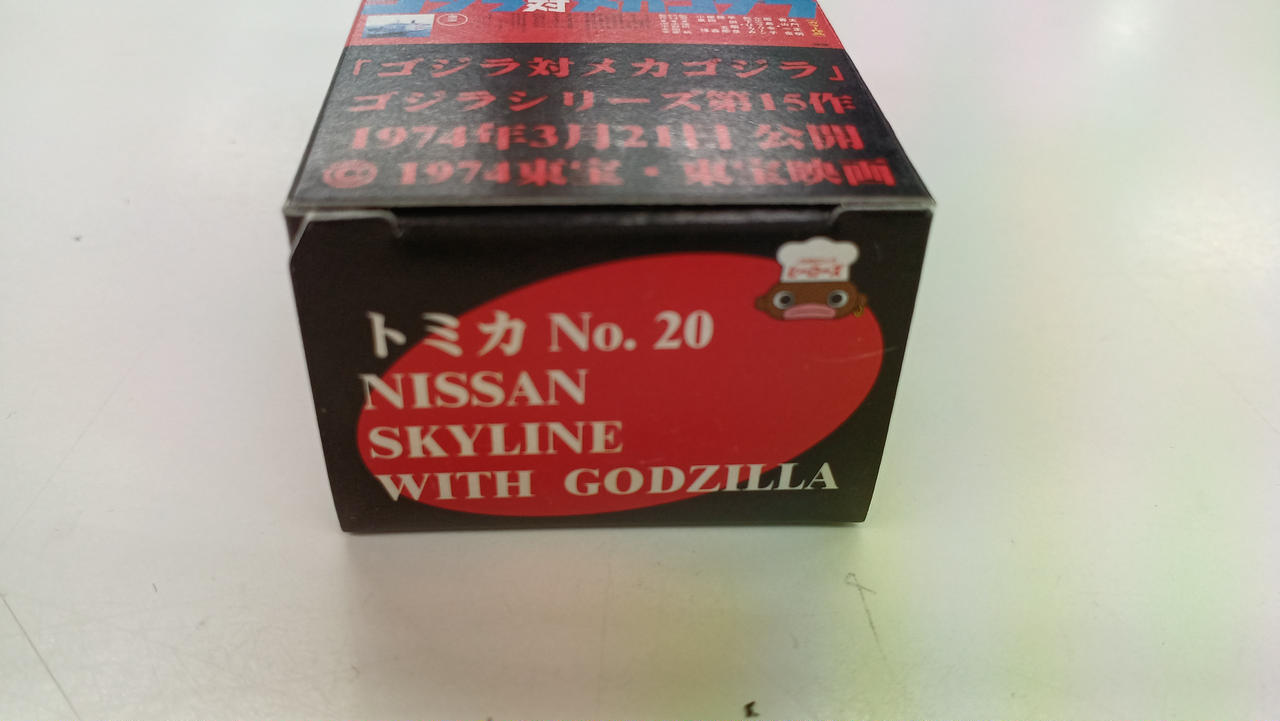 対
「ゴジラ対メカゴジラ」
ゴジラシリーズ第15作
1974年3月21日 公開
© 1974東宝・東宝映画
トミカ No. 20
NISSAN
SKYLINE
WITH GODZILLA